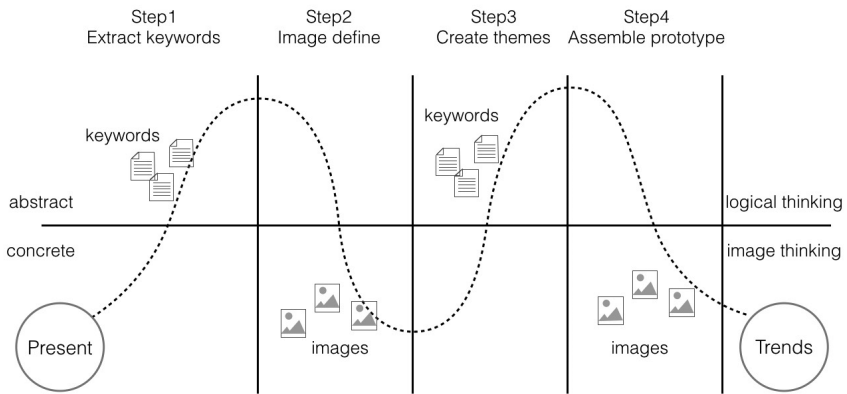 Step1
Extract keywords
Step2
Image define
Step3
Create themes
Step4
Assemble prototype
keywords
keywords
abstract
logical thinking
concrete
image thinking
Present
images
images
Trends